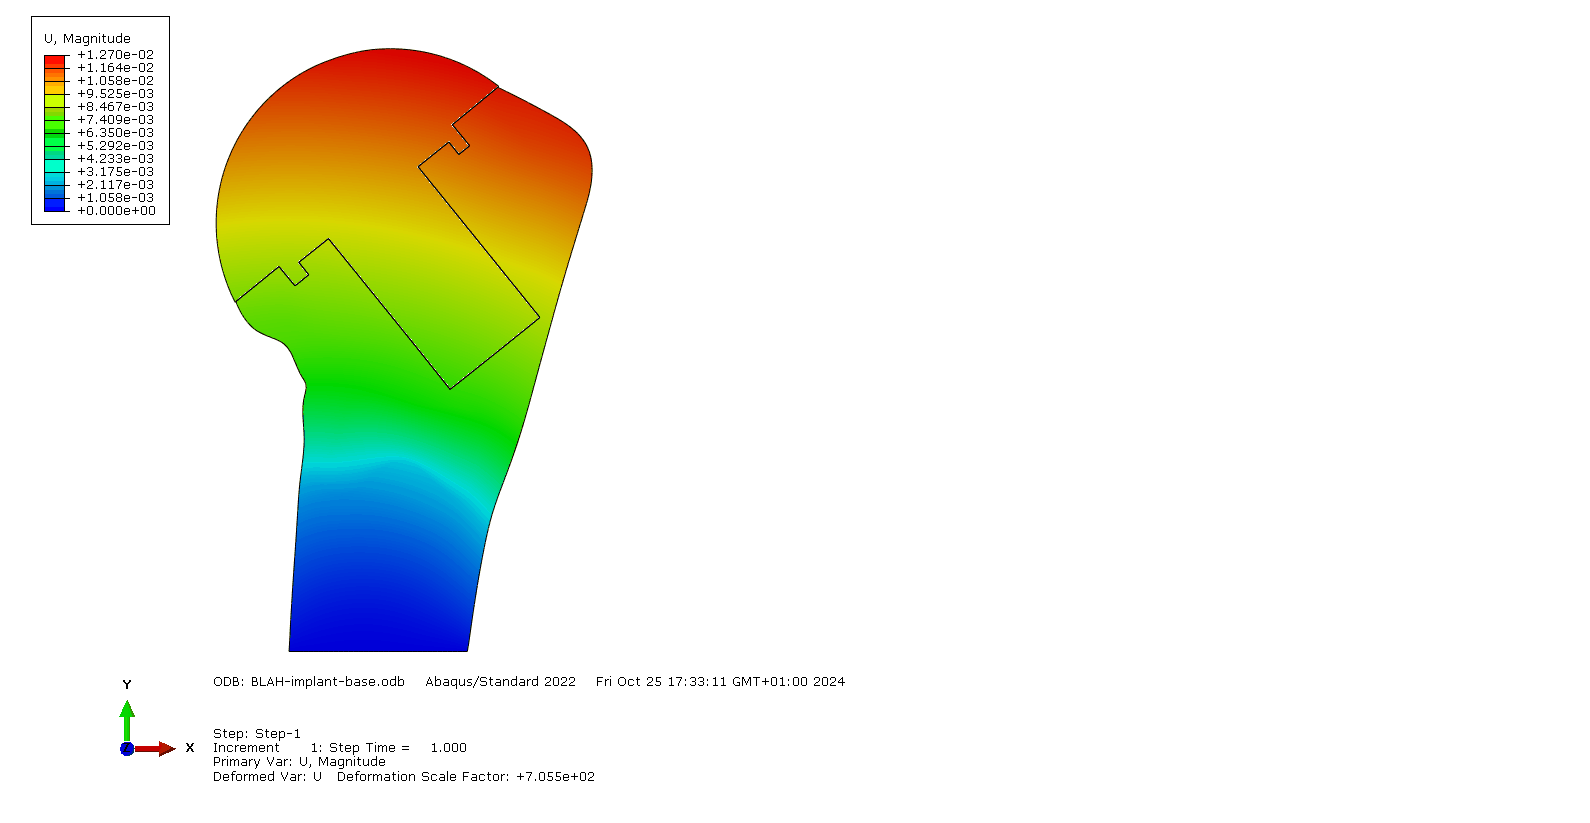 U, Magnitude
+1.270e-02
+1.164e-02
+1.058e-02
+9.525e-03
+8.467e-03
+7.409e-03
+6.350e-03
+5.292e-03
+4.233e-03
+3.175e-03
+2.117e-03
+1.058e-03
+0.000e+00
Y
X
ODB: BLAH-implant-base.odb Abaqus/Standard 2022 Fri Oct 25 17:33:11 GMT+01:00 2024
Step: Step-1
Increment 1: Step Time = 1.000
Primary Var: U, Magnitude
Deformed Var: U Deformation Scale Factor: +7.055e+02